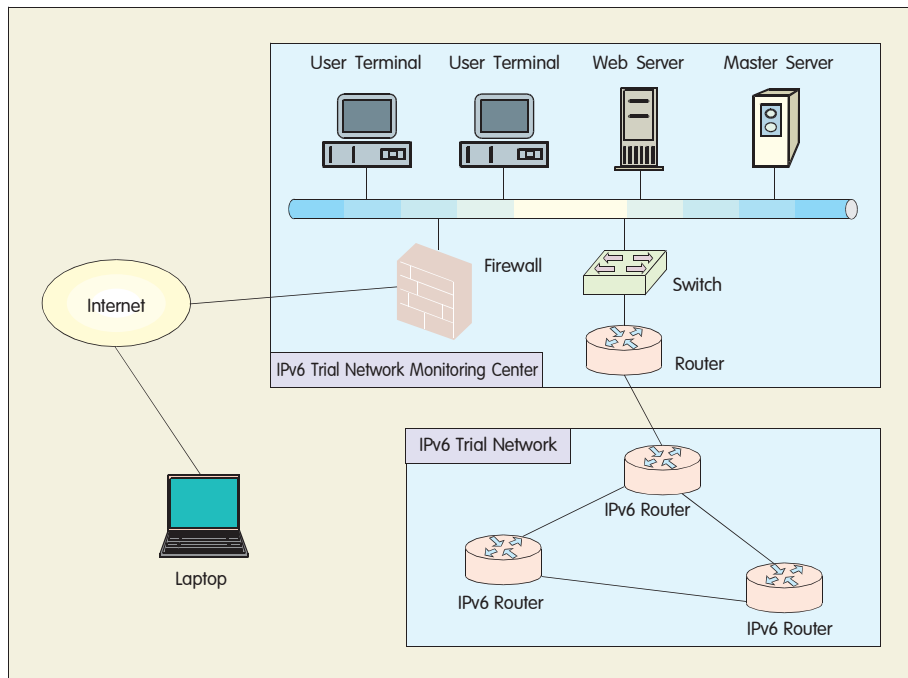 User Terminal
User Terminal
Web Server
Master Server
Firewall
Switch
Internet
Router
IPv6 Trial Network Monitoring Center
IPv6 Trial Network
IPv6 Router
IPv6 Router
IPv6 Router
Laptop